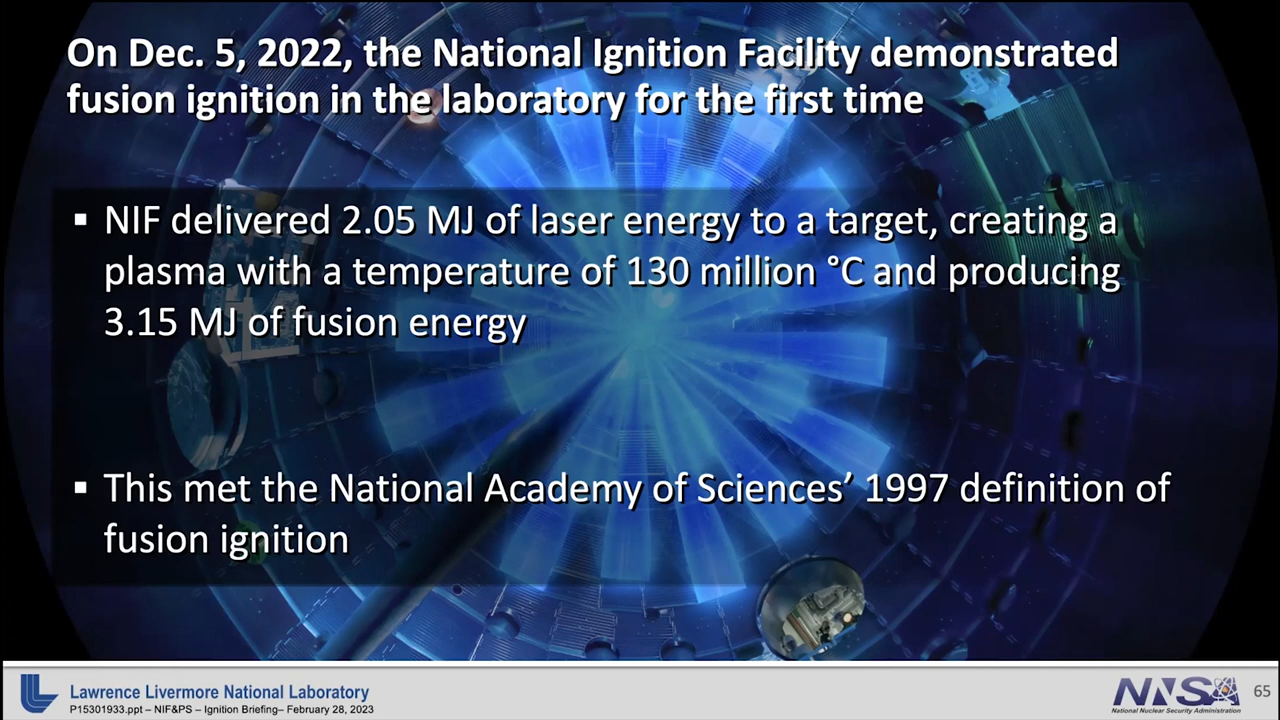 On Dec. 5, 2022, the National Ignition Facility demonstrated
fusion ignition in the laboratory for the first time
▪ NIF delivered 2.05 MJ of laser energy to a target, creating a
plasma with a temperature of 130 million °C and producing
3.15 MJ of fusion energy
▪ This met the National Academy of Sciences’ 1997 definition of
fusion ignition
Lawrence Livermore National Laboratory
P15301933.ppt – NIF&PS – Ignition Briefing– February 28, 2023
NNSA
National Nuclear Security Administration
65